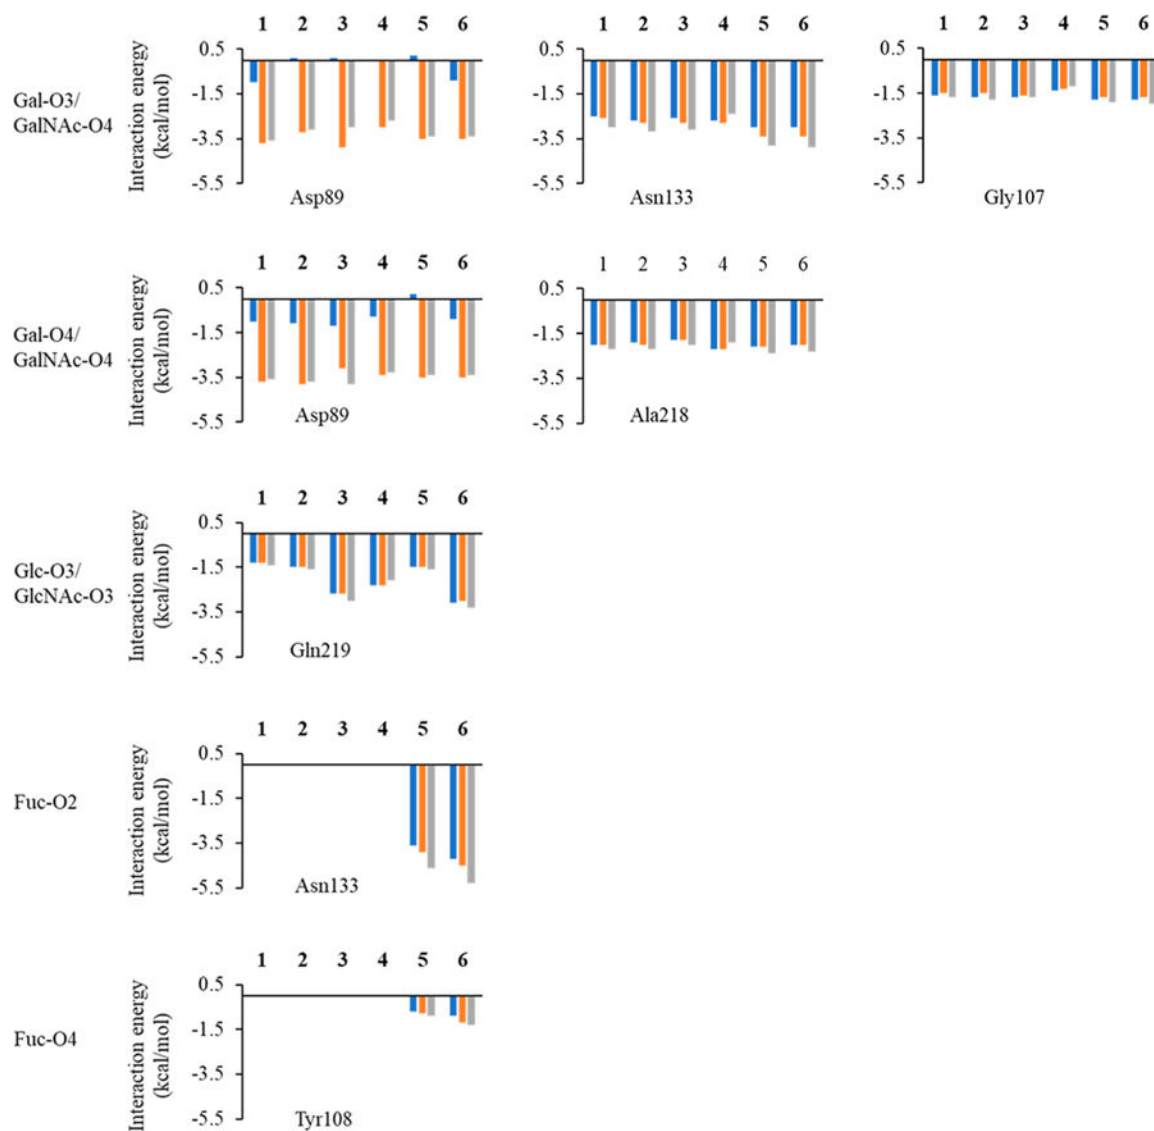 1 2 3 4 5 6 1 2 3 4 5 6 1 2 3 4 5 6
Gal-O3/
GalNAc-O4
Interaction energy
(kcal/mol)
0.5
-1.5
-3.5
-5.5
Asp89
0.5
-1.5
-3.5
-5.5
Asn133
0.5
-1.5
-3.5
-5.5
Gly107
1 2 3 4 5 6 1 2 3 4 5 6
Gal-O4/
GalNAc-O4
Interaction energy
(kcal/mol)
0.5
-1.5
-3.5
-5.5
Asp89
0.5
-1.5
-3.5
-5.5
Ala218
1 2 3 4 5 6
Glc-O3/
GlcNAc-O3
Interaction energy
(kcal/mol)
0.5
-1.5
-3.5
-5.5
Gln219
1 2 3 4 5 6
Fuc-O2
Interaction energy
(kcal/mol)
0.5
-1.5
-3.5
-5.5
Asn133
1 2 3 4 5 6
Fuc-O4
Interaction energy
(kcal/mol)
0.5
-1.5
-3.5
-5.5
Tyr108